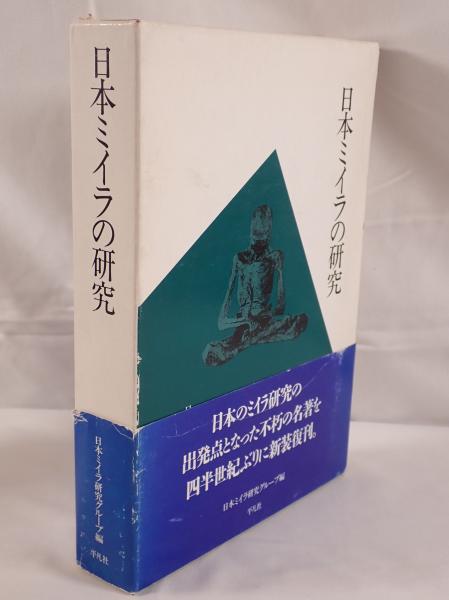 日本ミイラの研究
日本ミイラ研究グループ編
平凡社
日本ミイラの研究
日本のミイラ研究の
出発点となった不朽の名著を
四半世紀ぶりに新装復刊。
日本ミイラ研究グループ編
平凡社